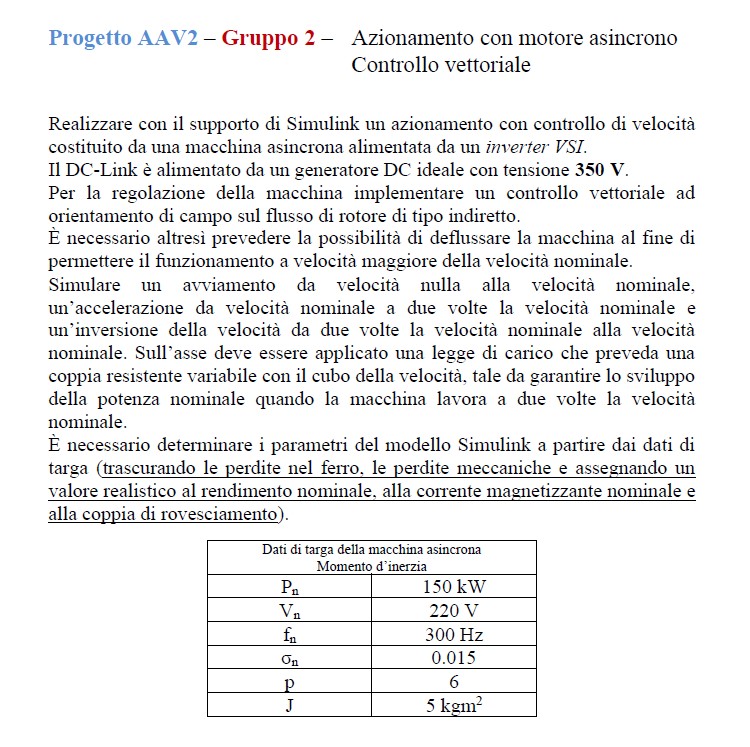 Progetto AAV2 – Gruppo 2 – Azionamento con motore asincrono
Controllo vettoriale
Realizzare con il supporto di Simulink un azionamento con controllo di velocità
costituito da una macchina asincrona alimentata da un inverter VSI.
Il DC-Link è alimentato da un generatore DC ideale con tensione 350 V.
Per la regolazione della macchina implementare un controllo vettoriale ad
orientamento di campo sul flusso di rotore di tipo indiretto.
È necessario altresì prevedere la possibilità di deflussare la macchina al fine di
permettere il funzionamento a velocità maggiore della velocità nominale.
Simulare un avviamento da velocità nulla alla velocità nominale,
un'accelerazione da velocità nominale a due volte la velocità nominale e
un'inversione della velocità da due volte la velocità nominale alla velocità
nominale. Sull'asse deve essere applicato una legge di carico che preveda una
coppia resistente variabile con il cubo della velocità, tale da garantire lo sviluppo
della potenza nominale quando la macchina lavora a due volte la velocità
nominale.
È necessario determinare i parametri del modello Simulink a partire dai dati di
targa (trascurando le perdite nel ferro, le perdite meccaniche e assegnando un
valore realistico al rendimento nominale, alla corrente magnetizzante nominale e
alla coppia di rovesciamento).
Dati di targa della macchina asincrona
Momento d'inerzia
Pn 150 kW
Vn 220 V
fn 300 Hz
σn 0.015
p 6
J 5 kgm²